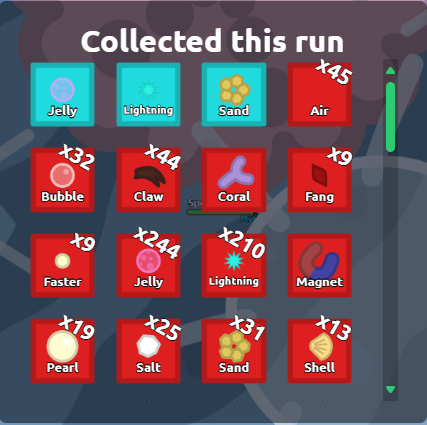 Collected this run
Jelly
Lightning
Sand
x45
Air
x32
Bubble
x44
Claw
Coral
x9
Fang
x9
Faster
x244
Jelly
x210
Lightning
Magnet
x19
Pearl
x25
Salt
x31
Sand
x13
Shell